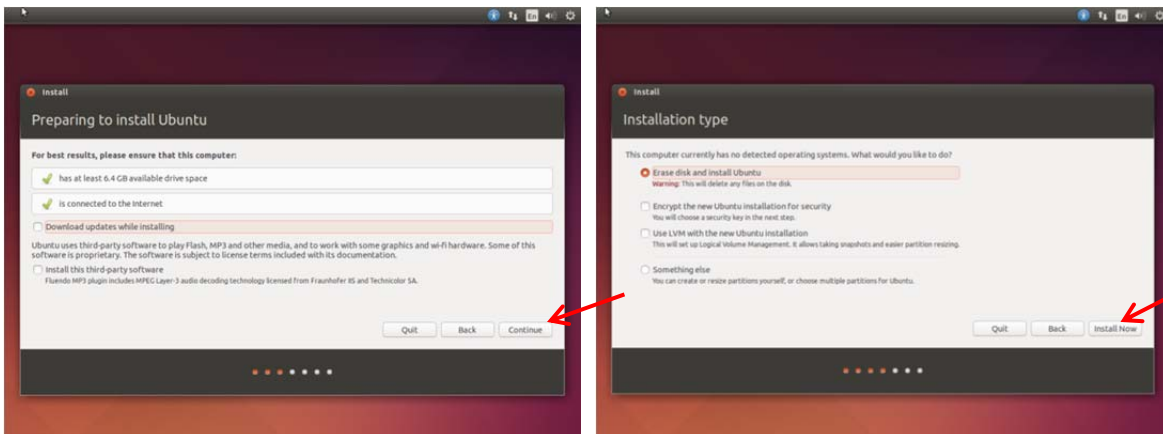 En
Install
Preparing to install Ubuntu
For best results, please ensure that this computer:
has at least 6.4 GB available drive space
is connected to the Internet
Download updates while installing
Ubuntu uses third-party software to play Flash, MP3 and other media, and to work with some graphics and wi-fi hardware. Some of this
software is proprietary. The software is subject to license terms included with its documentation.
Install this third-party software
Fluendo MP3 plugin includes MPEG Layer-3 audio decoding technology licensed from Fraunhofer IIS and Technicolor SA.
Quit Back Continue
En
Install
Installation type
This computer currently has no detected operating systems. What would you like to do?
Erase disk and install Ubuntu
Warning: This will delete any files on the disk.
Encrypt the new Ubuntu installation for security
You will choose a security key in the next step.
Use LVM with the new Ubuntu installation
This will set up Logical Volume Management. It allows taking snapshots and easier partition resizing.
Something else
You can create or resize partitions yourself, or choose multiple partitions for Ubuntu.
Quit Back Install Now